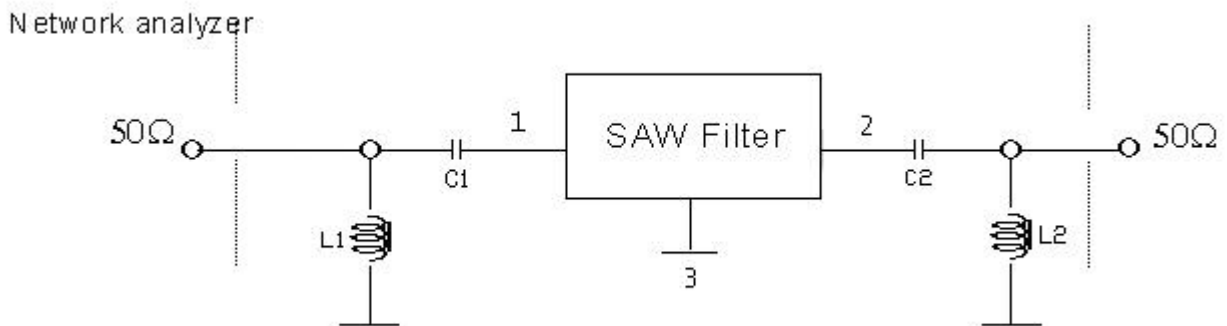 Network analyzer
50Ω
1
SAW Filter
2
50Ω
C1
C2
L1
L2
3